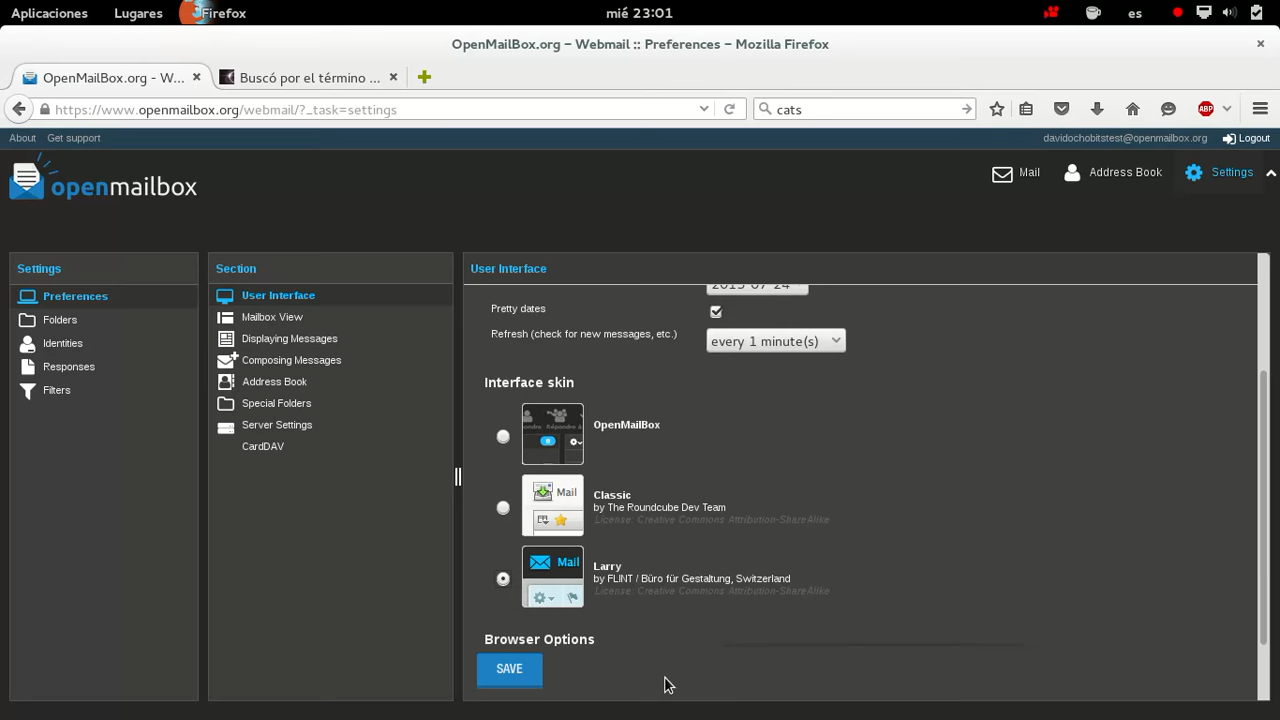 Aplicaciones Lugares Firefox mié 23:01 es
OpenMailBox.org – Webmail :: Preferences – Mozilla Firefox
OpenMailBox.org - W... Buscó por el término ...
https://www.openmailbox.org/webmail/?_task=settings cats ABP
About Get support davidochobitstest@openmailbox.org Logout
openmailbox Mail Address Book Settings
Settings
Preferences
Folders
Identities
Responses
Filters
Section
User Interface
Mailbox View
Displaying Messages
Composing Messages
Address Book
Special Folders
Server Settings
CardDAV
User Interface
2015-07-24
Pretty dates
Refresh (check for new messages, etc.) every 1 minute(s)
Interface skin
OpenMailBox
Mail
Classic
by The Roundcube Dev Team
License: Creative Commons Attribution-ShareAlike
Mail
Larry
by FLINT / Büro für Gestaltung, Switzerland
License: Creative Commons Attribution-ShareAlike
Browser Options
SAVE